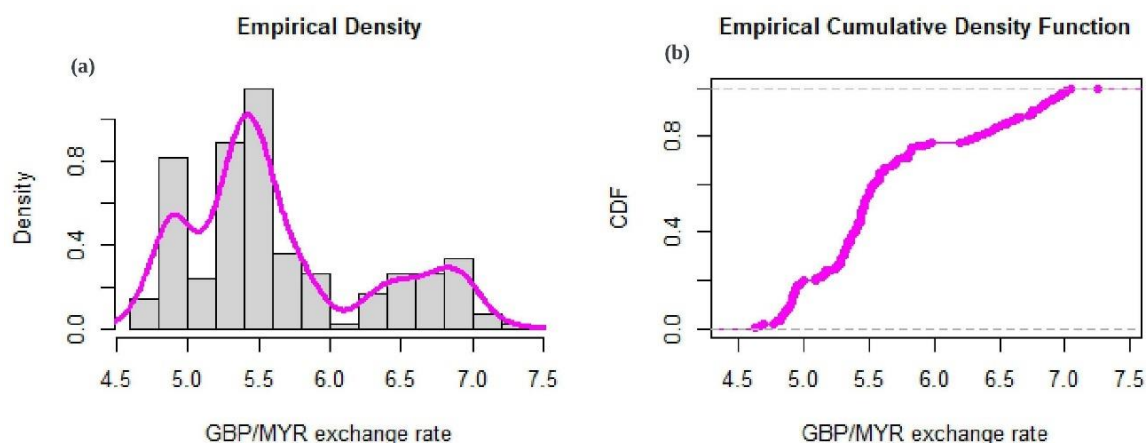 Empirical Density
(a)
Density
0.0 0.4 0.8
4.5 5.0 5.5 6.0 6.5 7.0 7.5
GBP/MYR exchange rate
Empirical Cumulative Density Function
(b)
CDF
0.0 0.4 0.8
4.5 5.0 5.5 6.0 6.5 7.0 7.5
GBP/MYR exchange rate